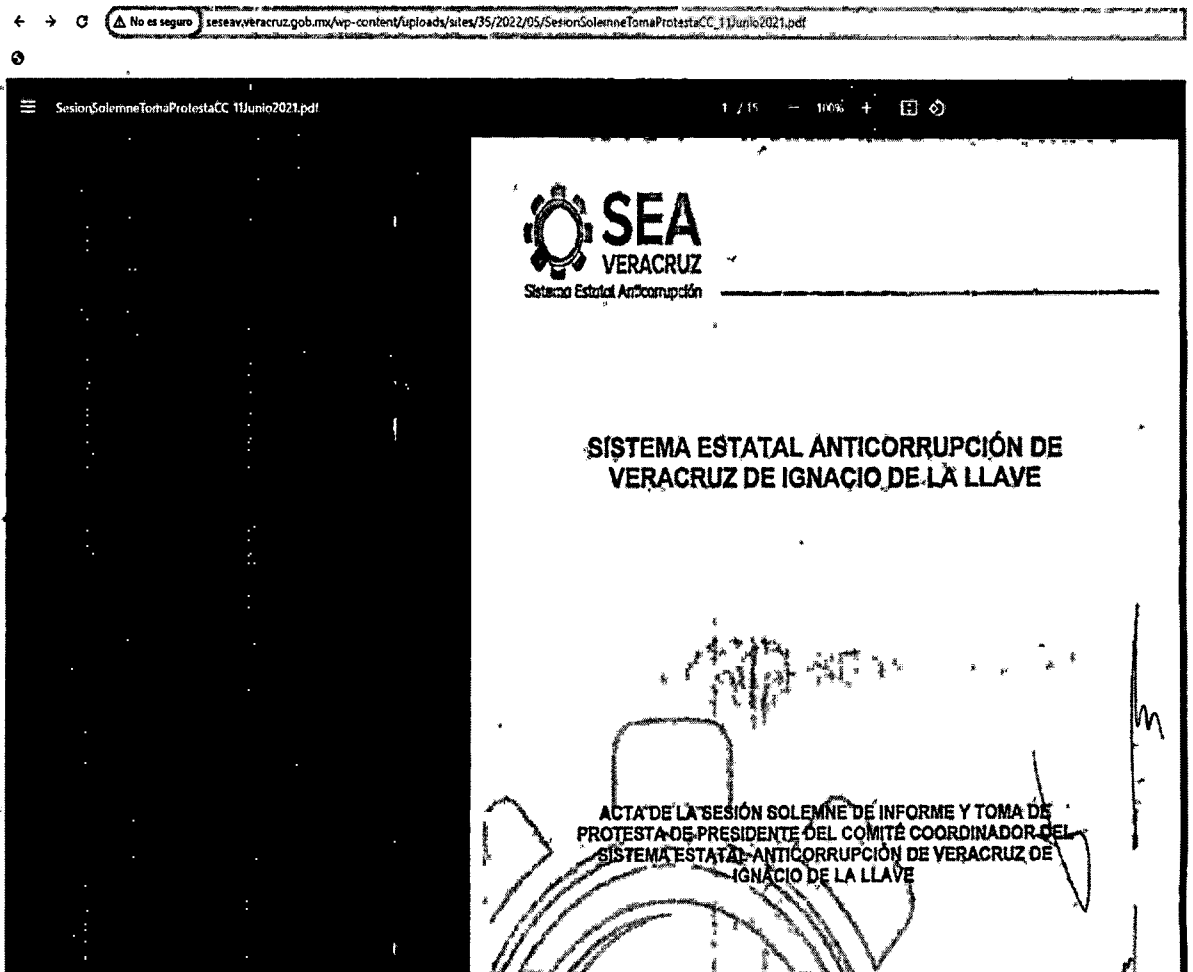 No es seguro seseav.veracruz.gob.mx/wp-content/uploads/sites/35/2022/05/SesionSolemneTomaProtestaCC_11Junio2021.pdf
SesionSolemneTomaProtestaCC 11Junio2021.pdf 1 / 15 — 100% +
SEA
VERACRUZ
Sistema Estatal Anticorrupción
SISTEMA ESTATAL ANTICORRUPCIÓN DE
VERACRUZ DE IGNACIO DE LA LLAVE
ACTA DE LA SESIÓN SOLEMNE DE INFORME Y TOMA DE
PROTESTA DE PRESIDENTE DEL COMITÉ COORDINADOR DEL
SISTEMA ESTATAL ANTICORRUPCIÓN DE VERACRUZ DE
IGNACIO DE LA LLAVE